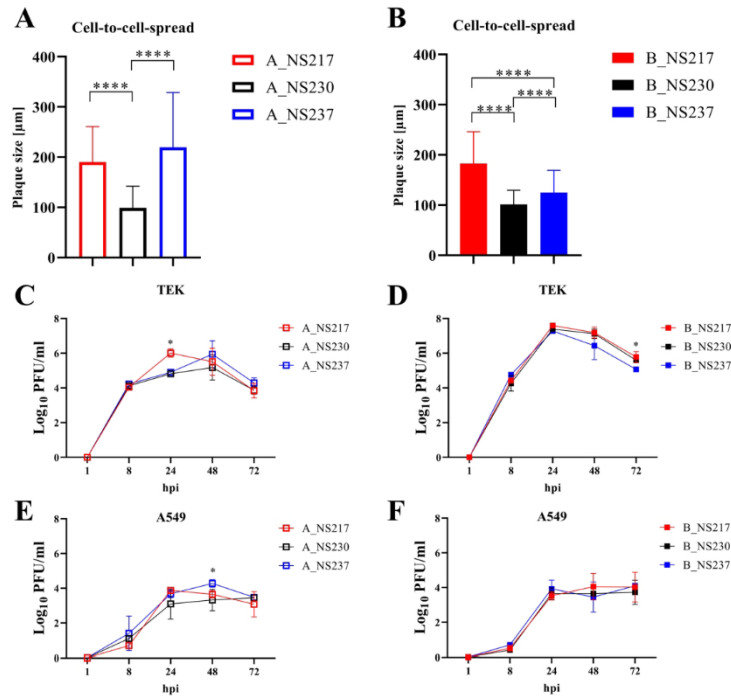 A
Cell-to-cell-spread
Plaque size [µm]
400
300
200
100
0
****
****
A_NS217
A_NS230
A_NS237
B
Cell-to-cell-spread
Plaque size [µm]
400
300
200
100
0
****
****
****
B_NS217
B_NS230
B_NS237
C
TEK
Log10 PFU/ml
8
6
4
2
0
*
1 8 24 48 72
hpi
A_NS217
A_NS230
A_NS237
D
TEK
Log10 PFU/ml
8
6
4
2
0
*
1 8 24 48 72
hpi
B_NS217
B_NS230
B_NS237
E
A549
Log10 PFU/ml
8
6
4
2
0
*
1 8 24 48 72
hpi
A_NS217
A_NS230
A_NS237
F
A549
Log10 PFU/ml
8
6
4
2
0
1 8 24 48 72
hpi
B_NS217
B_NS230
B_NS237